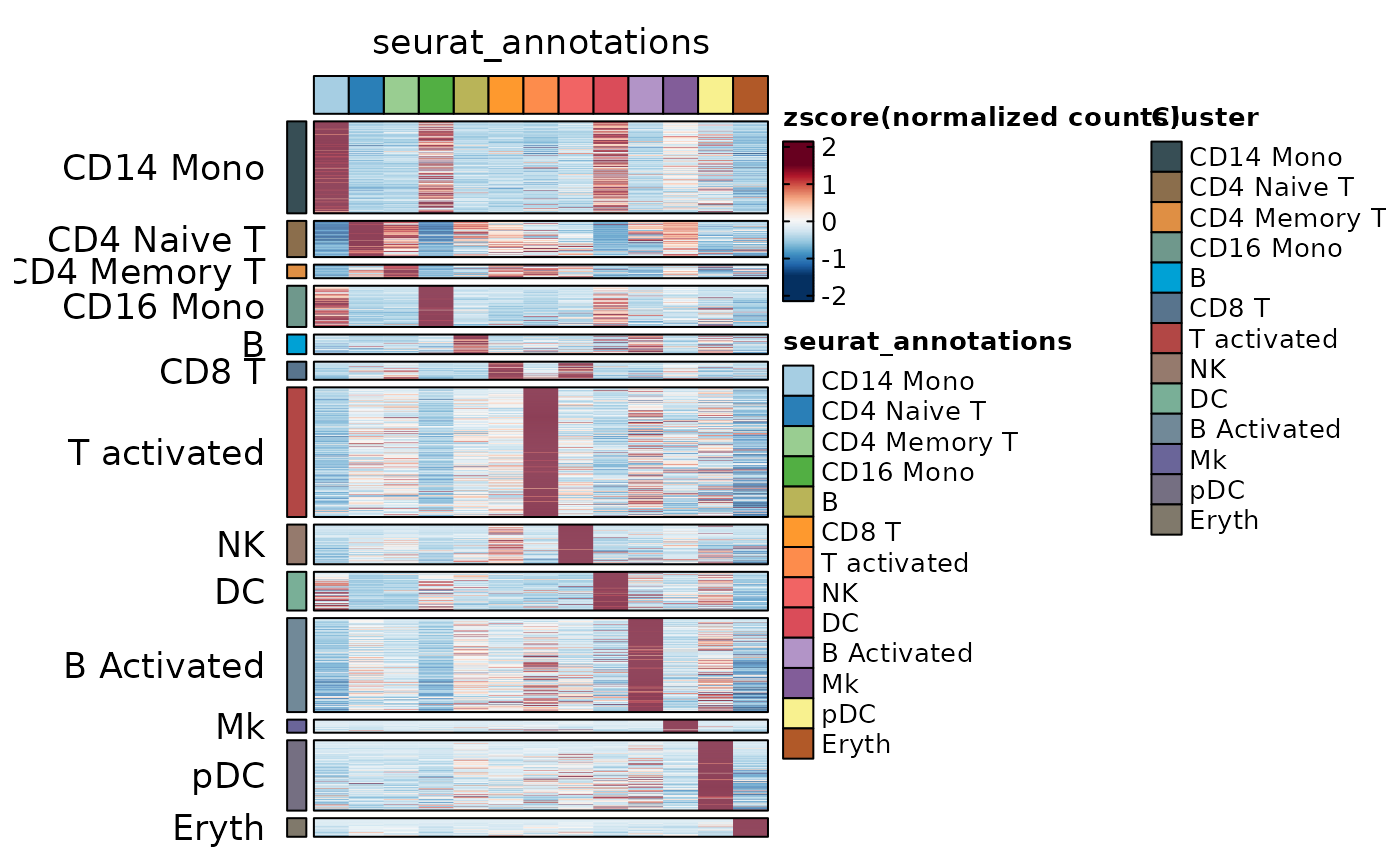 seurat_annotations
CD14 Mono
CD4 Naive T
CD4 Memory T
CD16 Mono
B
CD8 T
T activated
NK
DC
B Activated
Mk
pDC
Eryth
zscore(normalized counts)
2
1
0
-1
-2
seurat_annotations
CD14 Mono
CD4 Naive T
CD4 Memory T
CD16 Mono
B
CD8 T
T activated
NK
DC
B Activated
Mk
pDC
Eryth
Cluster
CD14 Mono
CD4 Naive T
CD4 Memory T
CD16 Mono
B
CD8 T
T activated
NK
DC
B Activated
Mk
pDC
Eryth